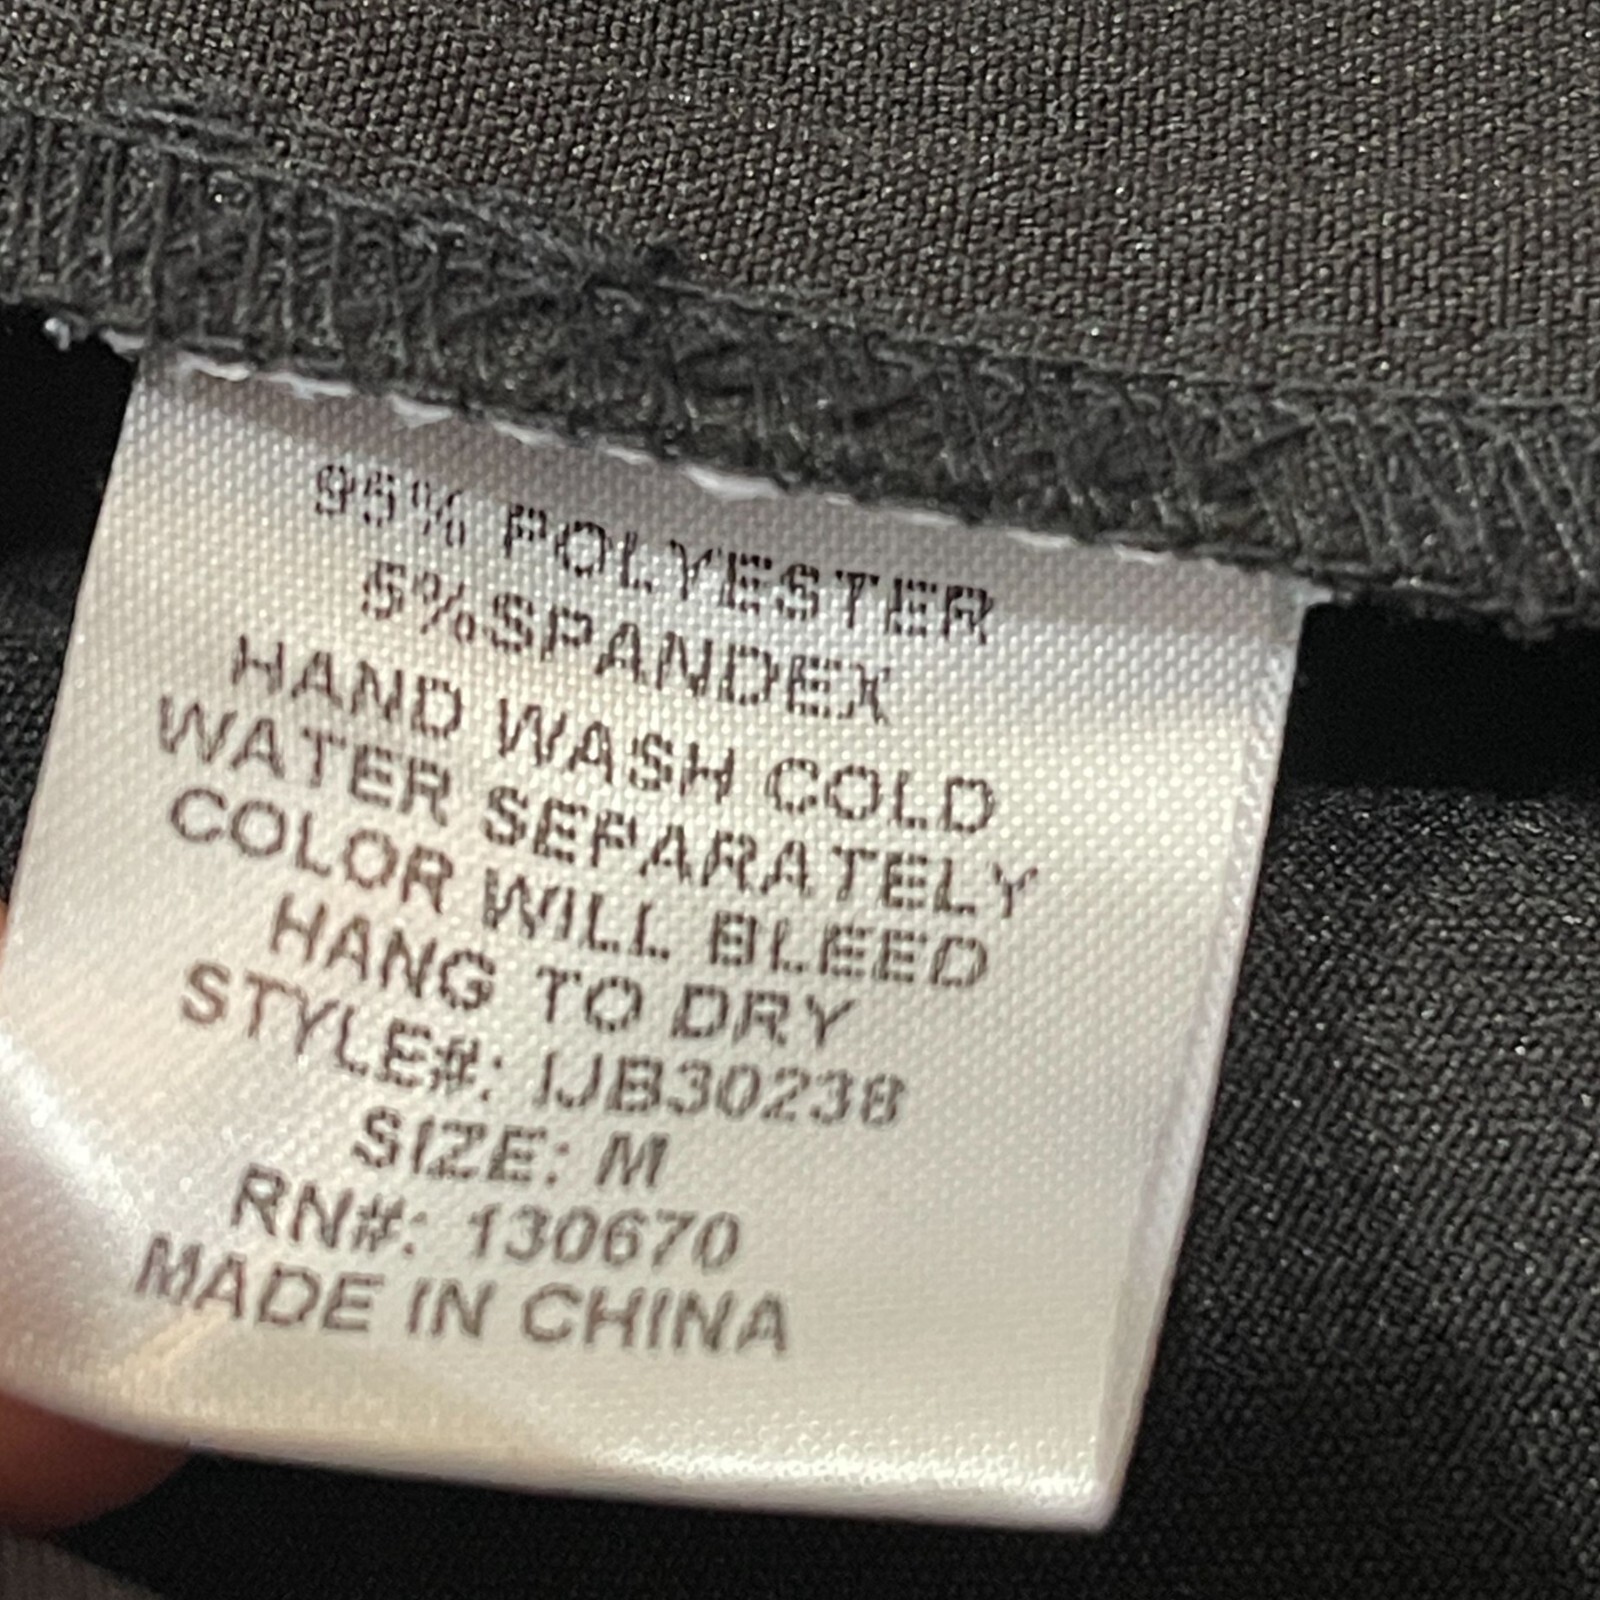 95% POLYESTER
5%SPANDEX
HAND WASH COLD
WATER SEPARATELY
COLOR WILL BLEED
HANG TO DRY
STYLE#: IJB30238
SIZE: M
RN#: 130670
MADE IN CHINA